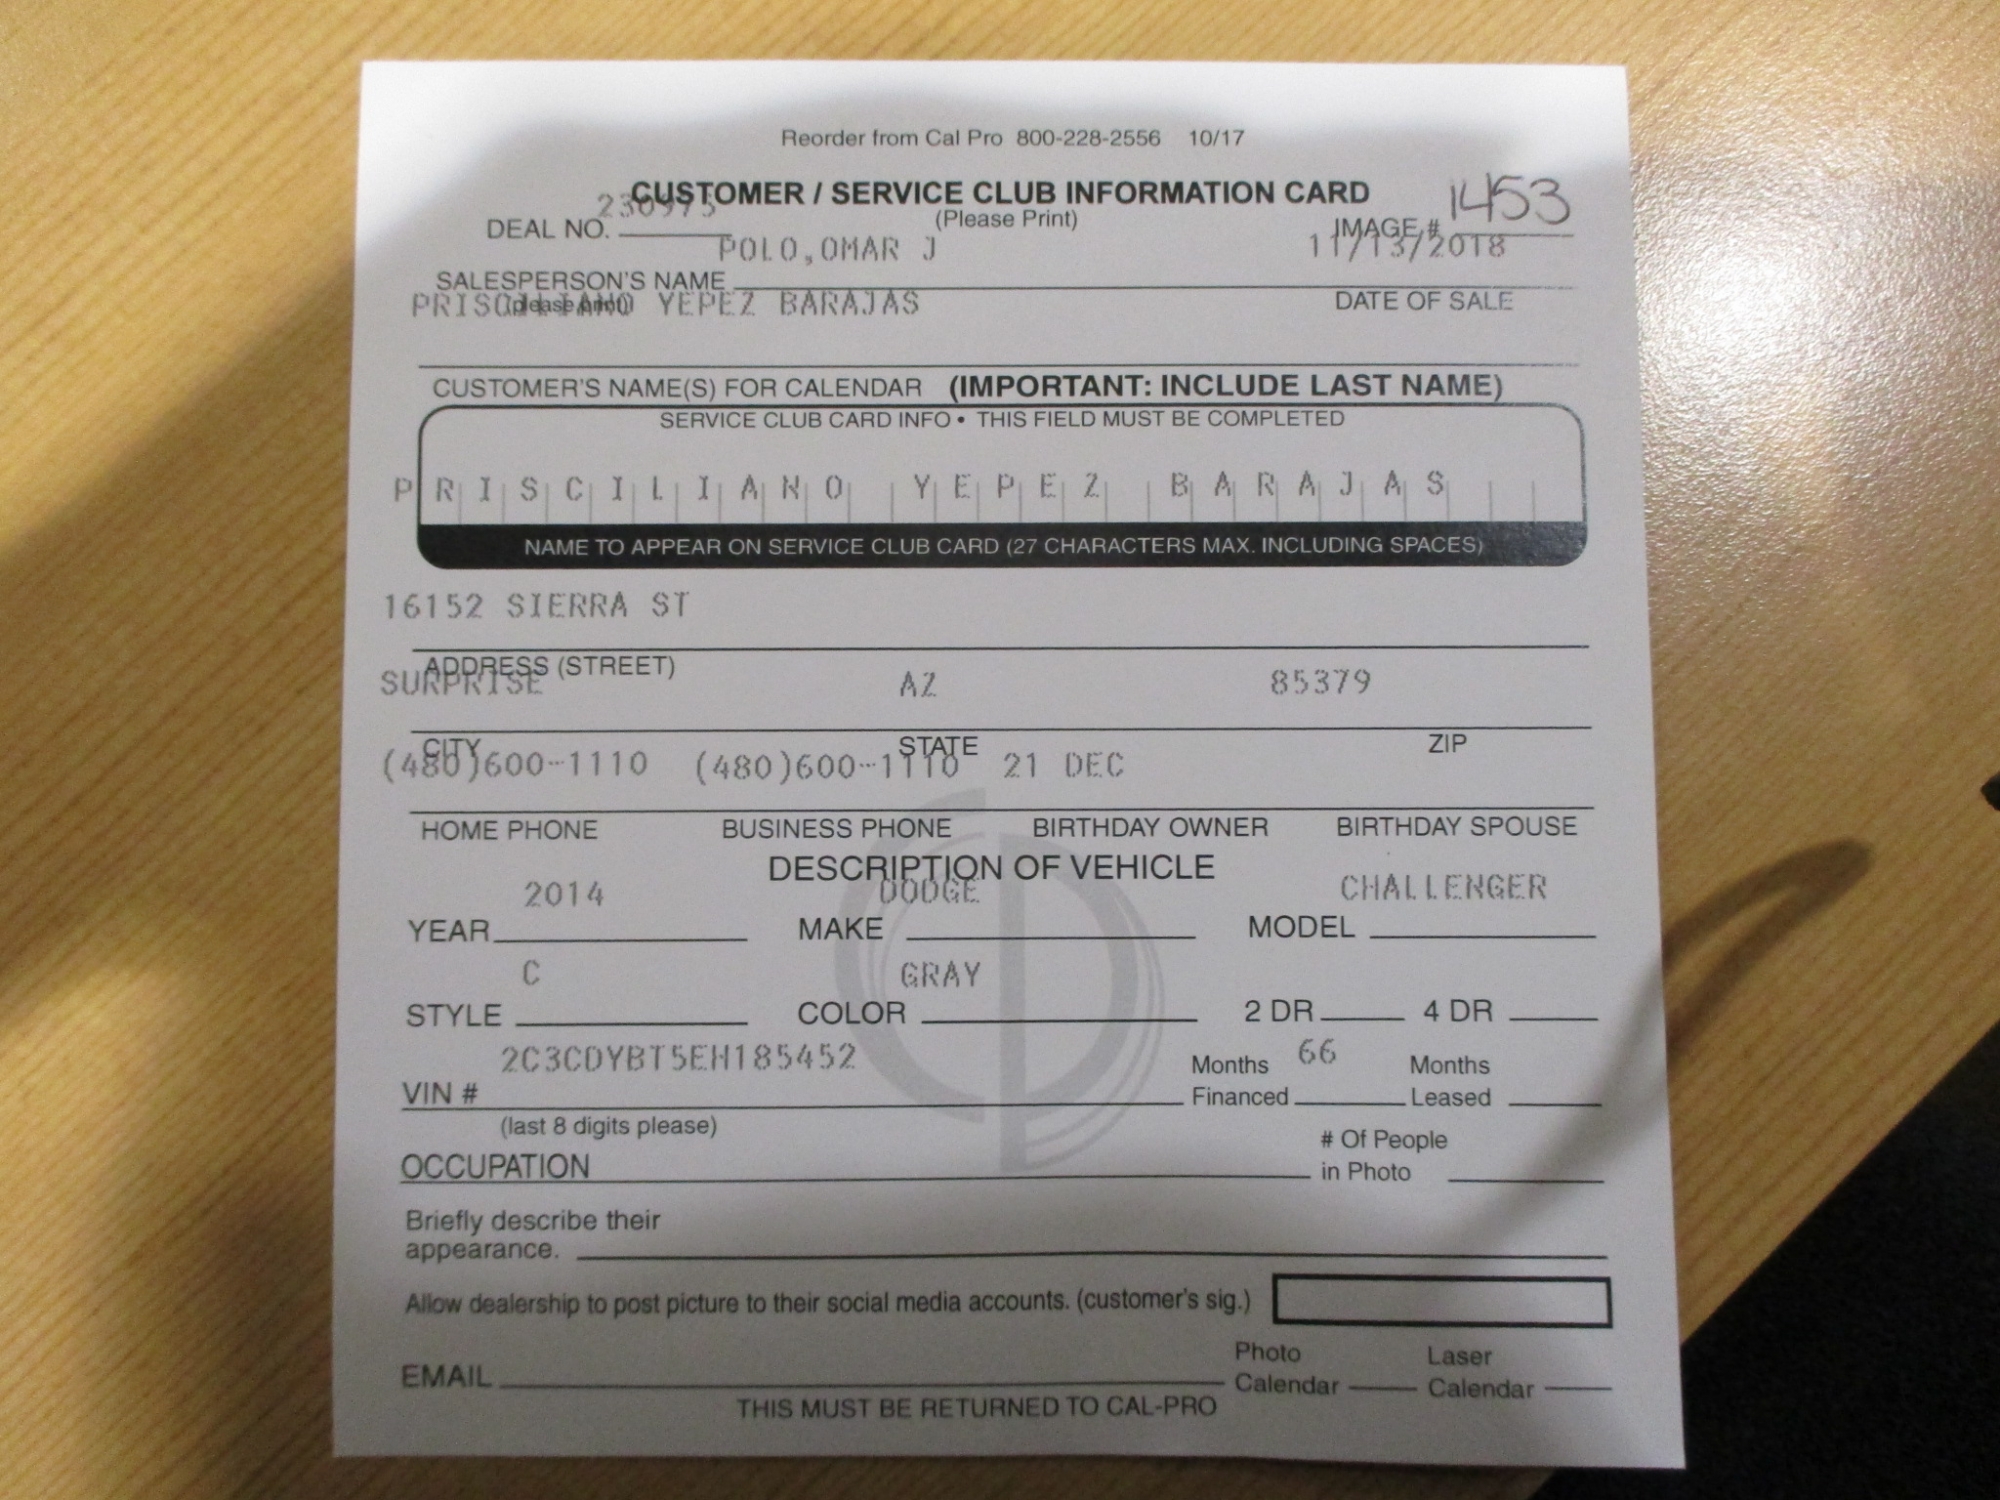 Reorder from Cal Pro 800-228-2556 10/17
CUSTOMER / SERVICE CLUB INFORMATION CARD
1453
230975
DEAL NO.
(Please Print)
IMAGE #
POLO,OMAR J
11/13/2018
SALESPERSON'S NAME
(please print)
PRISCILIANO YEPEZ BARAJAS
DATE OF SALE
CUSTOMER'S NAME(S) FOR CALENDAR (IMPORTANT: INCLUDE LAST NAME)
SERVICE CLUB CARD INFO • THIS FIELD MUST BE COMPLETED
PRISCILIANO YEPEZ BARAJAS
NAME TO APPEAR ON SERVICE CLUB CARD (27 CHARACTERS MAX. INCLUDING SPACES)
16152 SIERRA ST
ADDRESS (STREET)
SURPRISE AZ 85379
CITY STATE ZIP
(480)600-1110 (480)600-1110 21 DEC
HOME PHONE BUSINESS PHONE BIRTHDAY OWNER BIRTHDAY SPOUSE
DESCRIPTION OF VEHICLE
2014 DODGE CHALLENGER
YEAR MAKE MODEL
C GRAY
STYLE COLOR 2 DR 4 DR
2C3CDYBT5EH185452
Months 66 Months
VIN # Financed Leased
(last 8 digits please)
# Of People
OCCUPATION in Photo
Briefly describe their
appearance.
Allow dealership to post picture to their social media accounts. (customer's sig.)
Photo Laser
EMAIL Calendar Calendar
THIS MUST BE RETURNED TO CAL-PRO